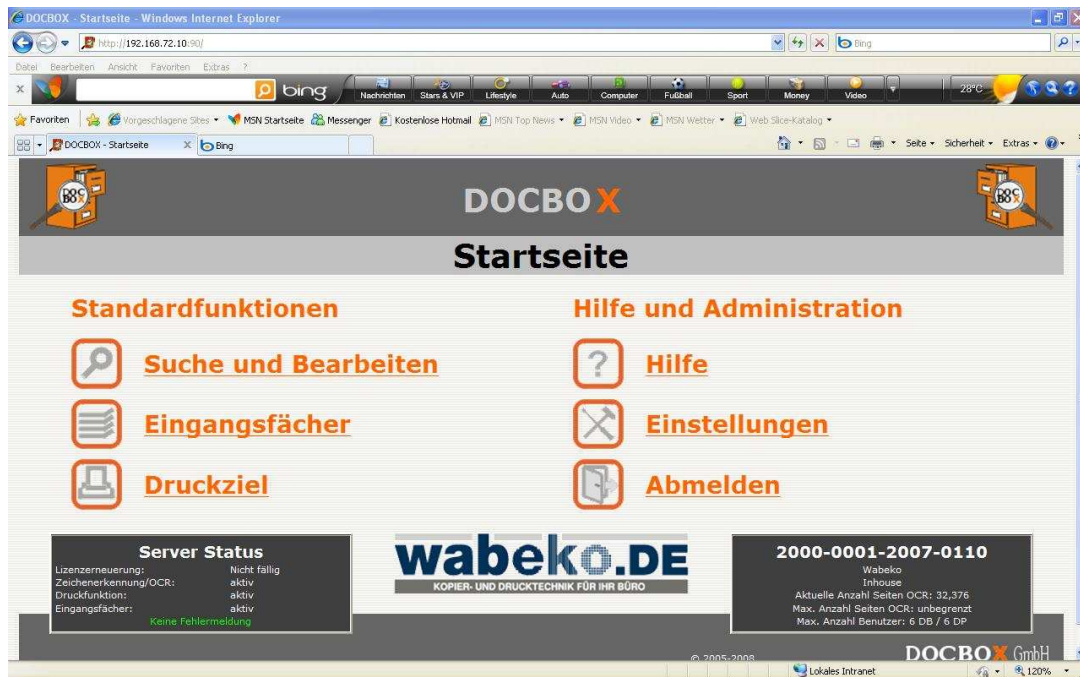 DOCBOX - Startseite - Windows Internet Explorer
http://192.168.72.10:90/
Bing
Datei Bearbeiten Ansicht Favoriten Extras ?
x bing Nachrichten Stars & VIP Lifestyle Auto Computer Fußball Sport Money Video 28°C
Favoriten Vorgeschlagene Sites MSN Startseite Messenger Kostenlose Hotmail MSN Top News MSN Video MSN Wetter Web Slice-Katalog
DOCBOX - Startseite X Bing Seite Sicherheit Extras
DOCBOX
Startseite
Standardfunktionen
Suche und Bearbeiten
Eingangsfächer
Druckziel
Hilfe und Administration
? Hilfe
Einstellungen
Abmelden
Server Status
Lizenzerneuerung: Nicht fällig
Zeichenerkennung/OCR: aktiv
Druckfunktion: aktiv
Eingangsfächer: aktiv
Keine Fehlermeldung
wabeko.DE
KOPIER- UND DRUCKTECHNIK FÜR IHR BÜRO
2000-0001-2007-0110
Wabeko
Inhouse
Aktuelle Anzahl Seiten OCR: 32,376
Max. Anzahl Seiten OCR: unbegrenzt
Max. Anzahl Benutzer: 6 DB / 6 DP
© 2005-2008
DOCBOX GmbH
Lokales Intranet
120%